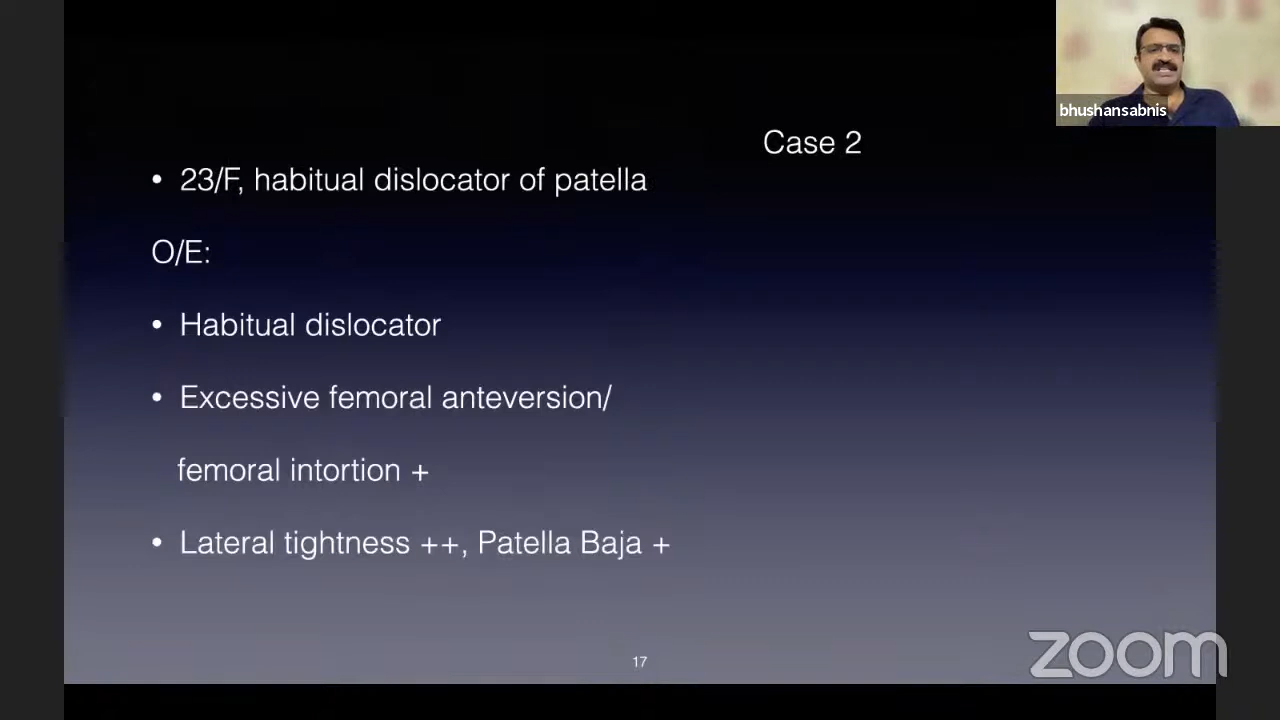 bhushansabnis
Case 2
• 23/F, habitual dislocator of patella
O/E:
• Habitual dislocator
• Excessive femoral anteversion/
femoral intortion +
• Lateral tightness ++, Patella Baja +
17
zoom